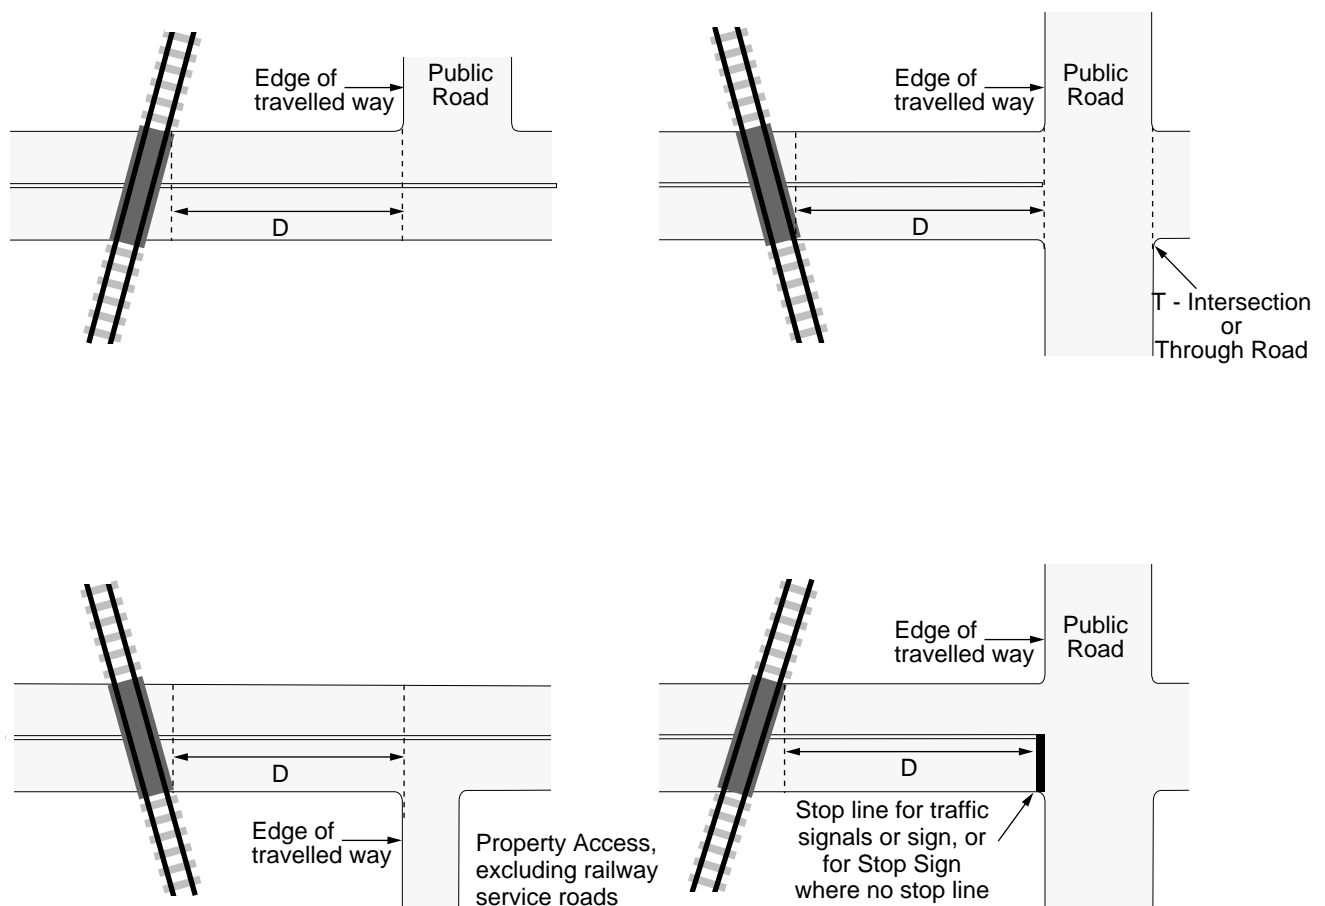 Edge of
travelled way
Public
Road
D
Edge of
travelled way
Public
Road
D
T - Intersection
or
Through Road
D
Edge of
travelled way
Property Access,
excluding railway
service roads
Edge of
travelled way
Public
Road
D
Stop line for traffic
signals or sign, or
for Stop Sign
where no stop line